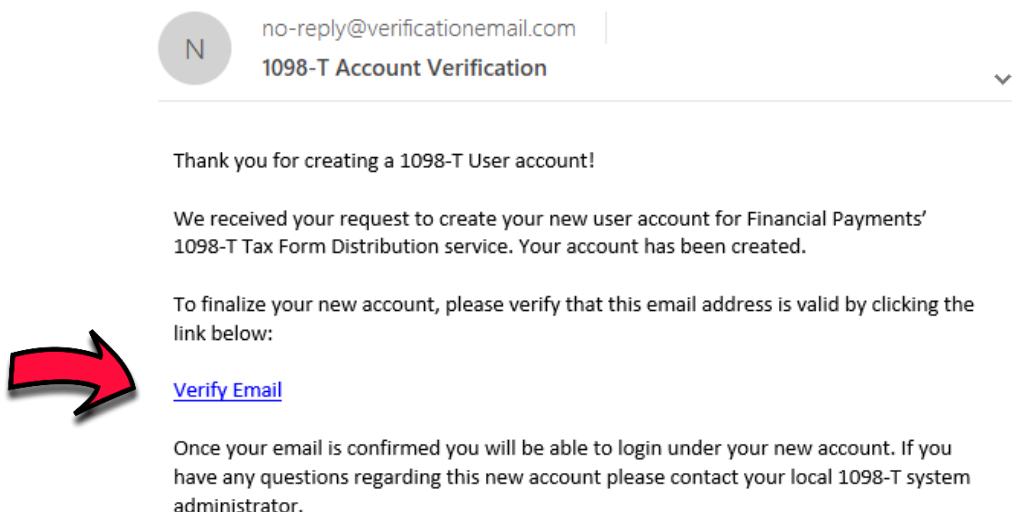 N
no-reply@verificationemail.com
1098-T Account Verification
Thank you for creating a 1098-T User account!
We received your request to create your new user account for Financial Payments’
1098-T Tax Form Distribution service. Your account has been created.
To finalize your new account, please verify that this email address is valid by clicking the
link below:
Verify Email
Once your email is confirmed you will be able to login under your new account. If you
have any questions regarding this new account please contact your local 1098-T system
administrator.